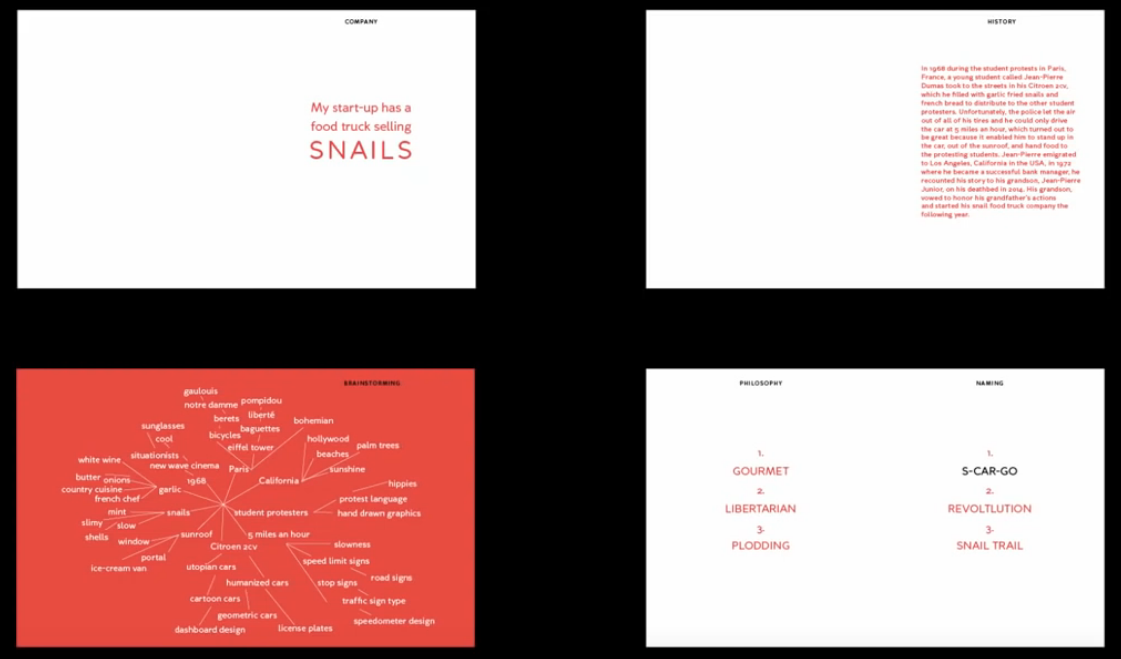 COMPANY
My start-up has a
food truck selling
SNAILS
HISTORY
In 1968 during the student protests in Paris,
France, a young student called Jean-Pierre
Dumas took to the streets in his Citroen 2cv,
which he filled with garlic fried snails and
french bread to distribute to the other student
protesters. Unfortunately, the police let the air
out of all of his tires and he could only drive
the car at 5 miles an hour, which turned out to
be great because it enabled him to stand up in
the car, out of the sunroof, and hand food to
the protesting students. Jean-Pierre emigrated
to Los Angeles, California in the USA, in 1972
where he became a successful bank manager, he
recounted his story to his grandson, Jean-Pierre
Junior, on his deathbed in 2014. His grandson,
vowed to honor his grandfather's actions
and started his snail food truck company the
following year.
BRAINSTORMING
gaulouis
notre damme
pompidou
berets
liberté
bicycles
baguettes
eiffel tower
bohemian
sunglasses
cool
situationists
new wave cinema
1968
Paris
hollywood
beaches
palm trees
sunshine
California
white wine
butter
onions
country cuisine
french chef
garlic
hippies
protest language
hand drawn graphics
student protesters
mint
slimy
slow
shells
snails
window
sunroof
portal
ice-cream van
Citroen 2cv
5 miles an hour
slowness
speed limit signs
road signs
stop signs
traffic sign type
speedometer design
utopian cars
humanized cars
cartoon cars
geometric cars
dashboard design
license plates
PHILOSOPHY
1.
GOURMET
2.
LIBERTARIAN
3.
PLODDING
NAMING
1.
S-CAR-GO
2.
REVOLTLUTION
3.
SNAIL TRAIL